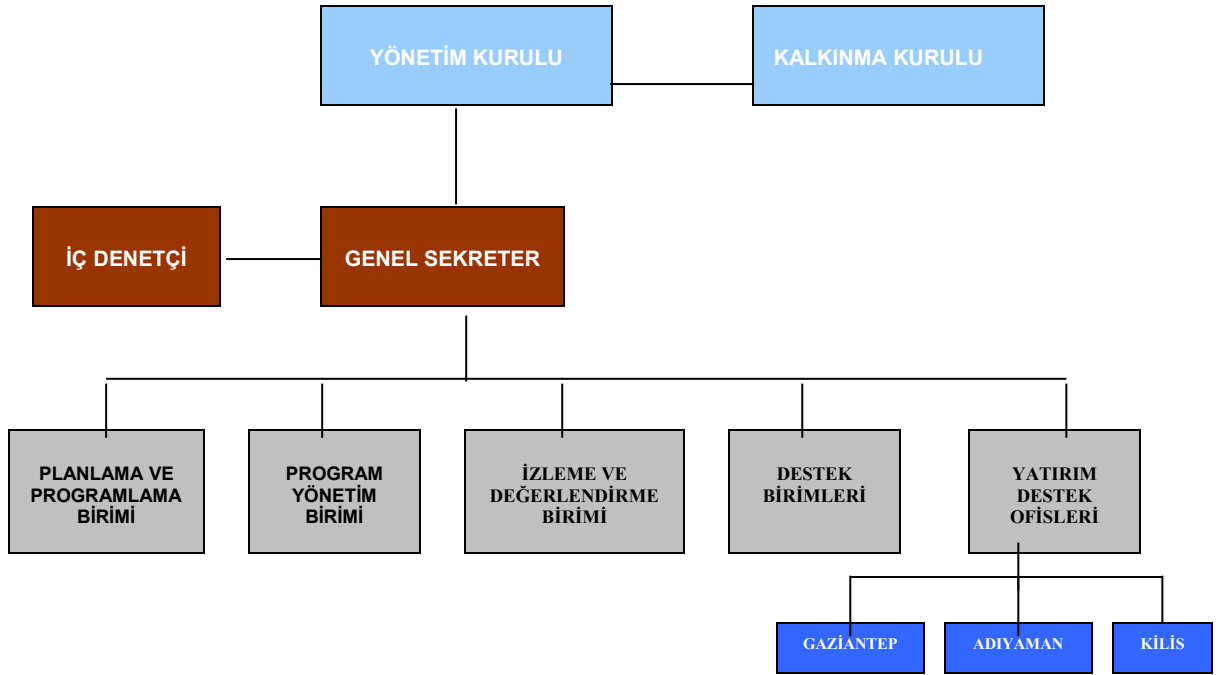 YÖNETİM KURULU
KALKINMA KURULU
İÇ DENETÇİ
GENEL SEKRETER
PLANLAMA VE
PROGRAMLAMA
BİRİMİ
PROGRAM
YÖNETİM
BİRİMİ
İZLEME VE
DEĞERLENDİRME
BİRİMİ
DESTEK
BİRİMLERİ
YATIRIM
DESTEK
OFİSLERİ
GAZİANTEP
ADIYAMAN
KİLİS